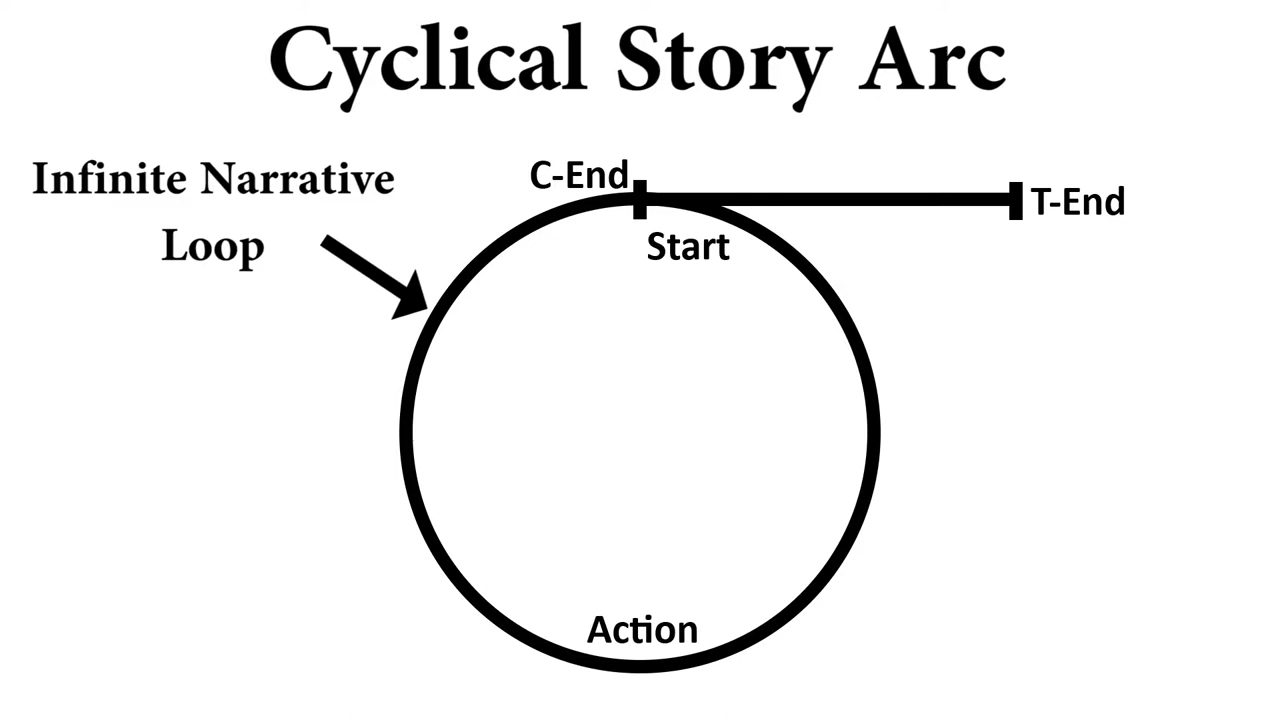 Cyclical Story Arc
Infinite Narrative
Loop
C-End
T-End
Start
Action